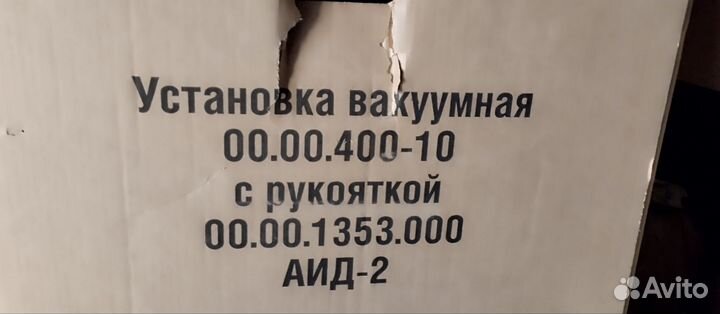 Установка вакуумная
00.00.400-10
с рукояткой
00.00.1353.000
АИД-2
Avito